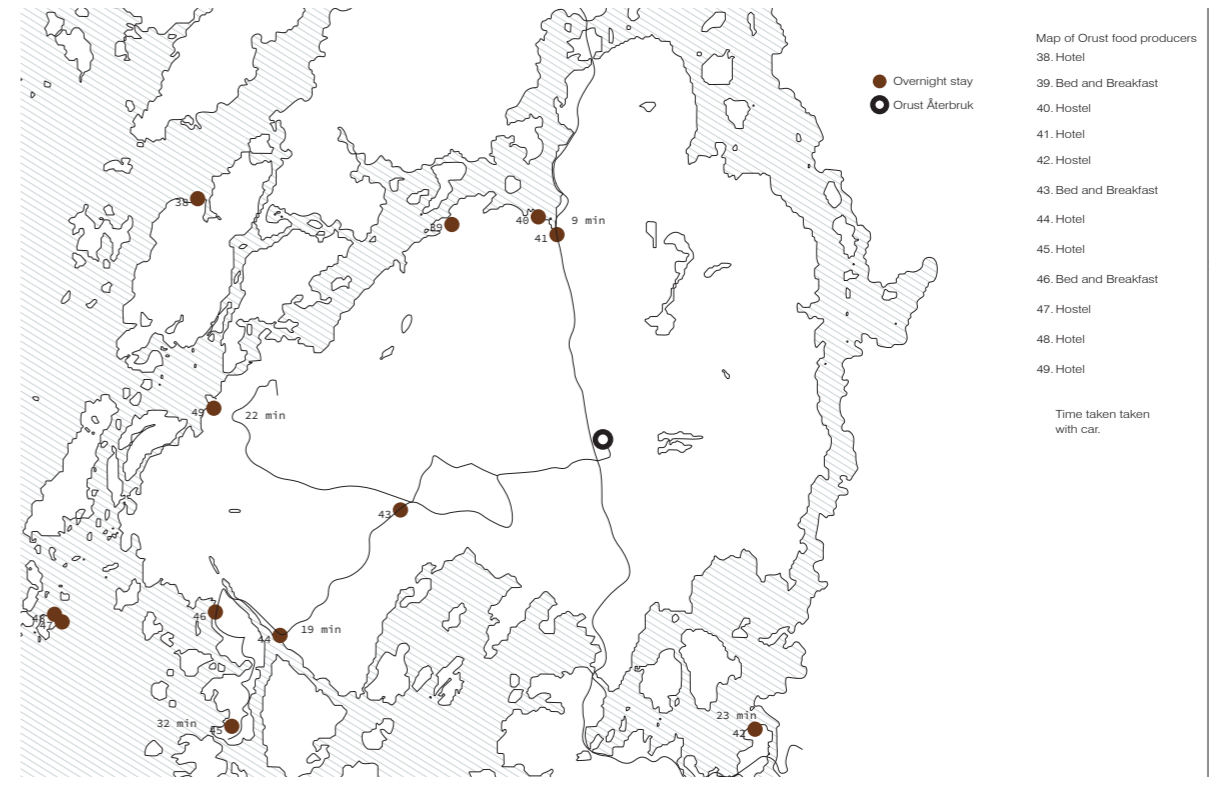 Map of Orust food producers
38. Hotel
39. Bed and Breakfast
40. Hostel
41. Hotel
42. Hostel
43. Bed and Breakfast
44. Hotel
45. Hotel
46. Bed and Breakfast
47. Hostel
48. Hotel
49. Hotel
Time taken taken
with car.
Overnight stay
Orust Återbruk
38
39
40
41
9 min
49
22 min
43
46
48
47
44
19 min
32 min
45
23 min
42